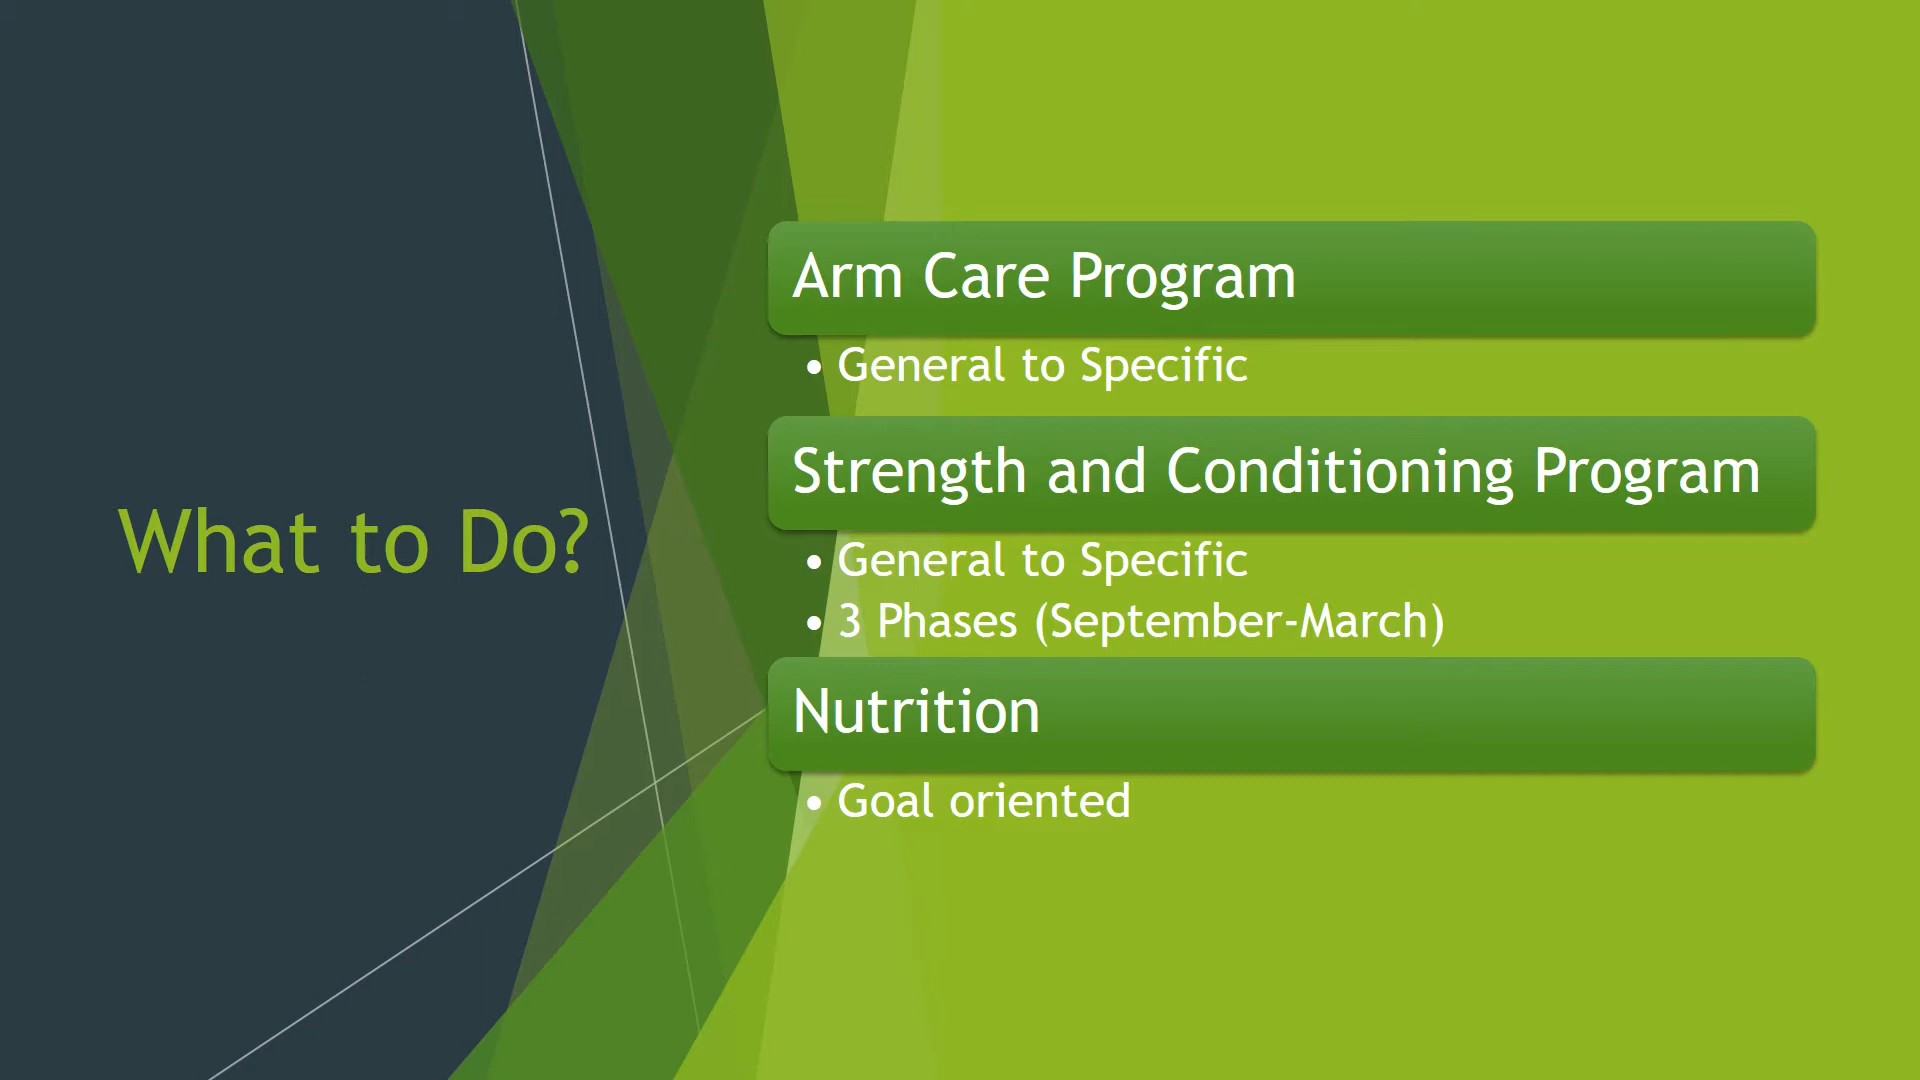 What to Do?
Arm Care Program
• General to Specific
Strength and Conditioning Program
• General to Specific
• 3 Phases (September-March)
Nutrition
• Goal oriented